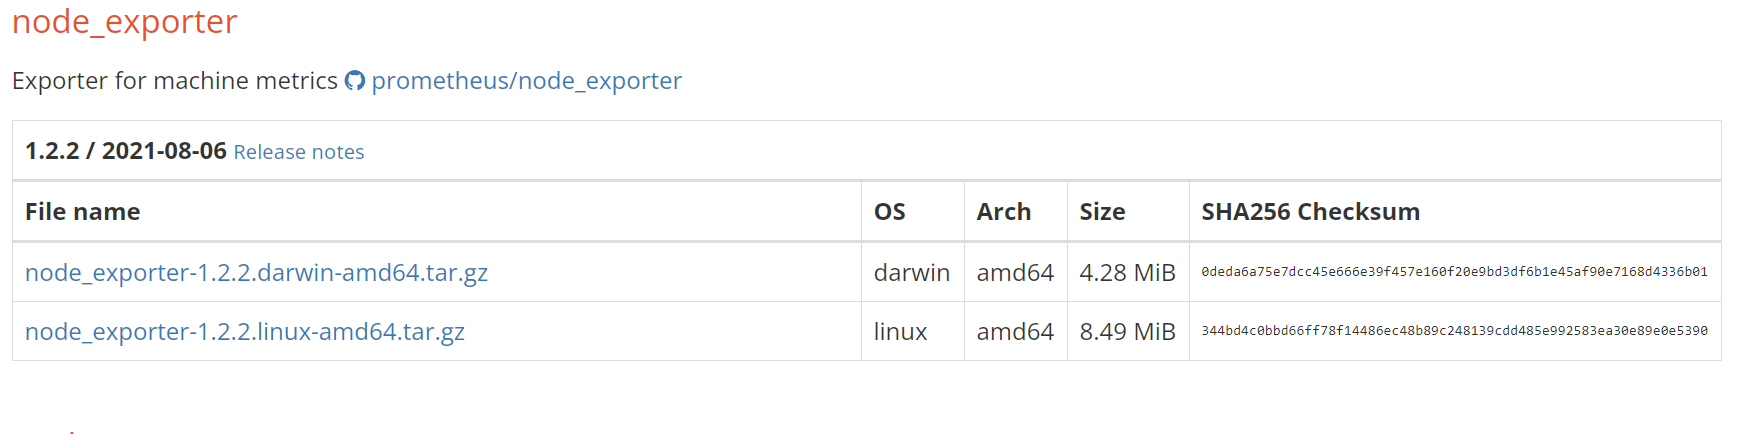 node_exporter
Exporter for machine metrics prometheus/node_exporter
1.2.2 / 2021-08-06 Release notes
File name OS Arch Size SHA256 Checksum
node_exporter-1.2.2.darwin-amd64.tar.gz darwin amd64 4.28 MiB 0deda6a75e7dcc45e666e39f457e160f20e9bd3df6b1e45af90e7168d4336b01
node_exporter-1.2.2.linux-amd64.tar.gz linux amd64 8.49 MiB 344bd4c0bbd66ff78f14486ec48b89c248139cdd485e992583ea30e89e0e5390